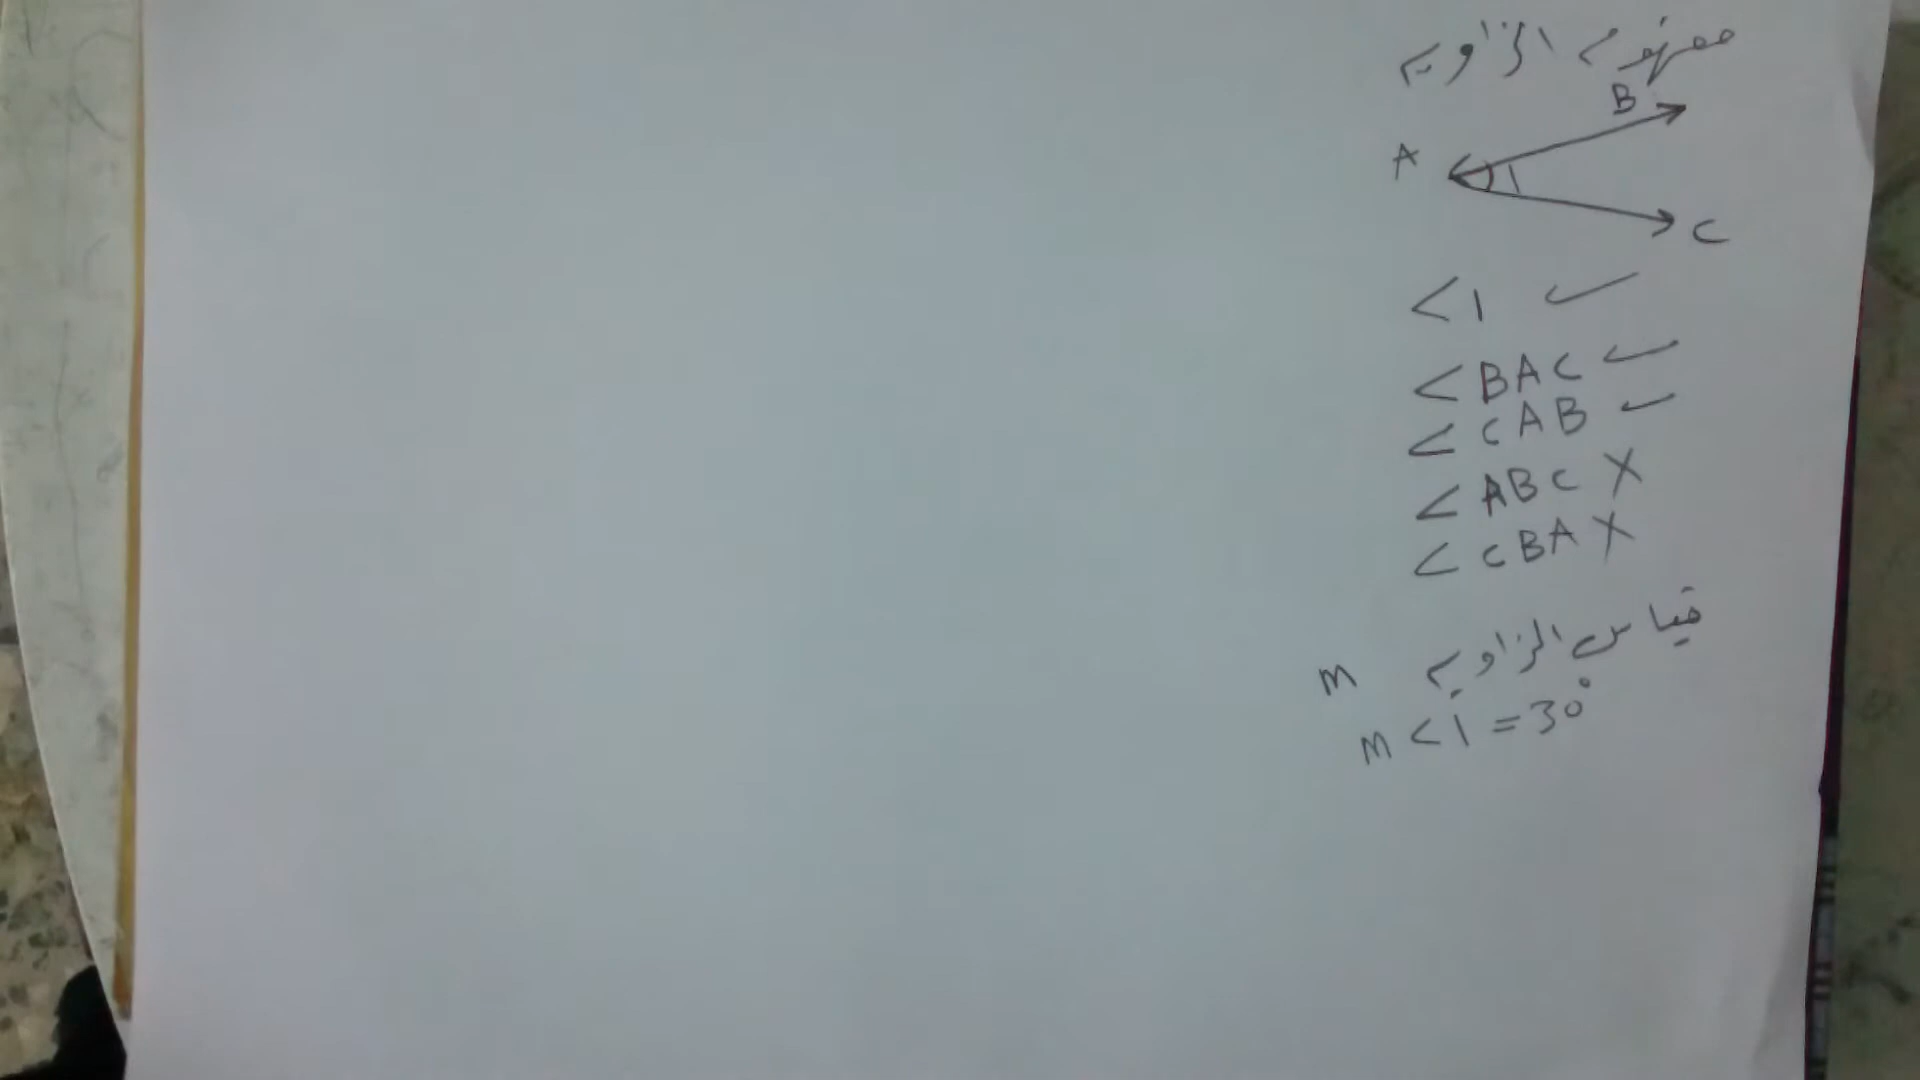 مفهوم الزاوية
B
A
1
C
<1 ✓
<BAC ✓
<CAB ✓
<ABC X
<CBA X
قياس الزاوية m
m<1 = 30°